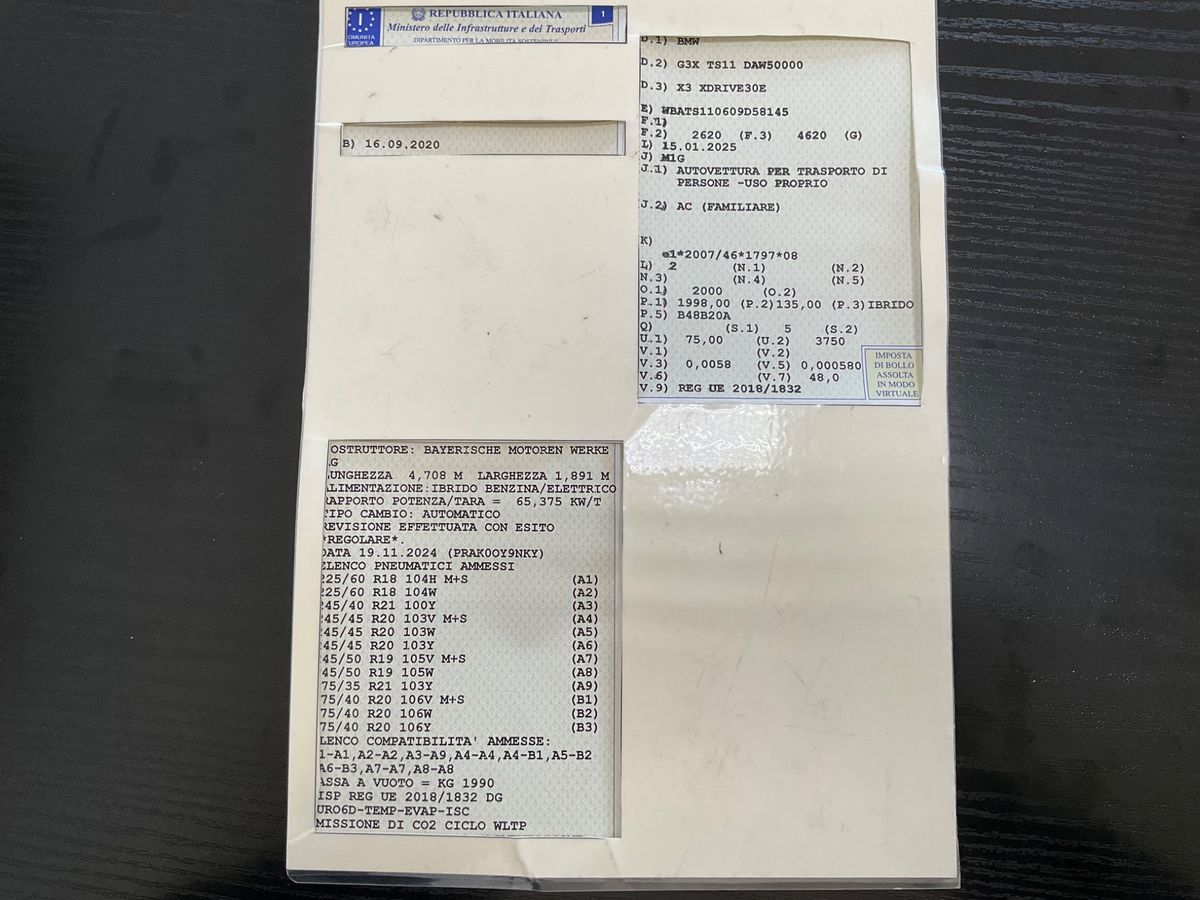 REPUBBLICA ITALIANA
1
Ministero delle Infrastrutture e dei Trasporti
I
OMUNITÀ
EUROPEA
DIPARTIMENTO PER LA MOBILITÀ SOSTENIBILE
B) 16.09.2020
D.1) BMW
D.2) G3X TS11 DAW50000
D.3) X3 XDRIVE30E
E) WBATS110609D58145
F.1)
F.2) 2620 (F.3) 4620 (G)
I) 15.01.2025
J) M1G
J.1) AUTOVETTURA PER TRASPORTO DI
PERSONE -USO PROPRIO
J.2) AC (FAMILIARE)
K)
e1*2007/46*1797*08
L) 2 (N.1) (N.2)
N.3) (N.4) (N.5)
O.1) 2000 (O.2)
P.1) 1998,00 (P.2)135,00 (P.3)IBRIDO
P.5) B48B20A
Q) (S.1) 5 (S.2)
U.1) 75,00 (U.2) 3750
V.1) (V.2)
V.3) 0,0058 (V.5) 0,000580
V.6) (V.7) 48,0
V.9) REG UE 2018/1832
IMPOSTA
DI BOLLO
ASSOLTA
IN MODO
VIRTUALE
OSTRUTTORE: BAYERISCHE MOTOREN WERKE
G
UNGHEZZA 4,708 M LARGHEZZA 1,891 M
LIMENTAZIONE:IBRIDO BENZINA/ELETTRICO
RAPPORTO POTENZA/TARA = 65,375 KW/T
TIPO CAMBIO: AUTOMATICO
REVISIONE EFFETTUATA CON ESITO
*REGOLARE*.
DATA 19.11.2024 (PRAK0OY9NKY)
ELENCO PNEUMATICI AMMESSI
225/60 R18 104H M+S (A1)
225/60 R18 104W (A2)
245/40 R21 100Y (A3)
245/45 R20 103V M+S (A4)
45/45 R20 103W (A5)
45/45 R20 103Y (A6)
45/50 R19 105V M+S (A7)
45/50 R19 105W (A8)
75/35 R21 103Y (A9)
75/40 R20 106V M+S (B1)
75/40 R20 106W (B2)
75/40 R20 106Y (B3)
LENCO COMPATIBILITA' AMMESSE:
1-A1,A2-A2,A3-A9,A4-A4,A4-B1,A5-B2
A6-B3,A7-A7,A8-A8
ASSA A VUOTO = KG 1990
ISP REG UE 2018/1832 DG
URO6D-TEMP-EVAP-ISC
MISSIONE DI CO2 CICLO WLTP